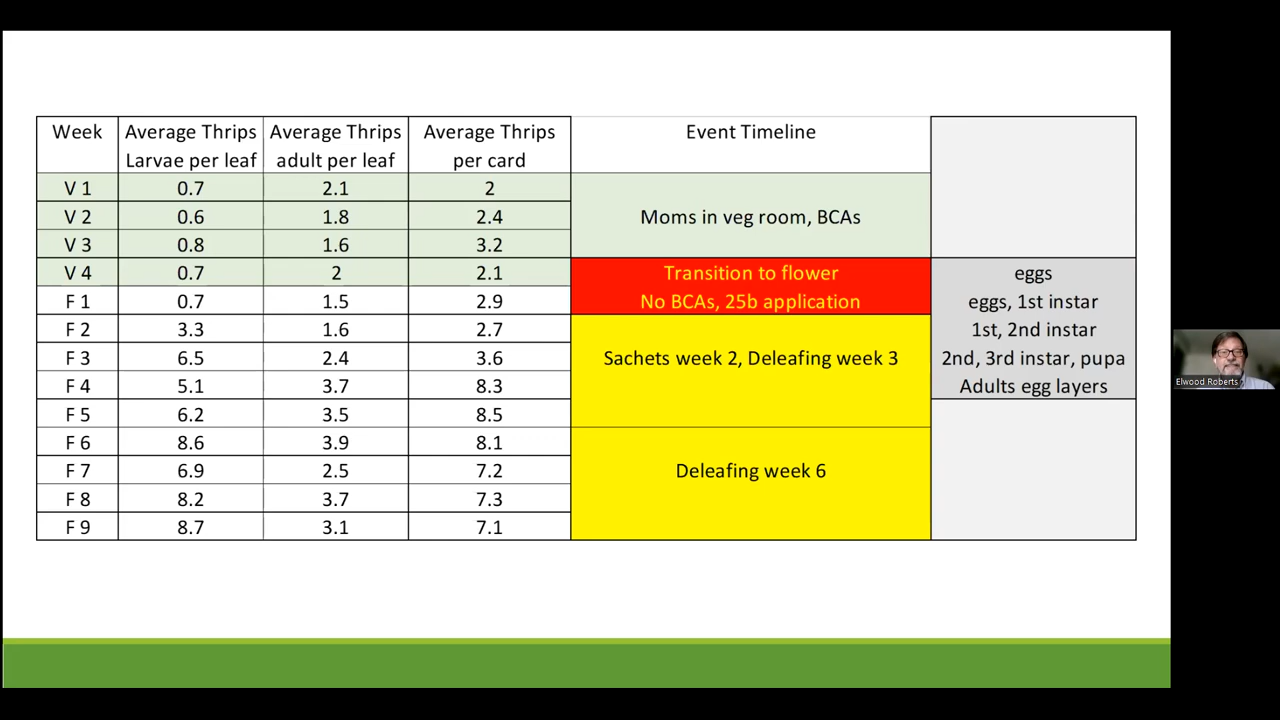 Week Average Thrips Average Thrips Average Thrips Event Timeline
Larvae per leaf adult per leaf per card
V 1 0.7 2.1 2
V 2 0.6 1.8 2.4 Moms in veg room, BCAs
V 3 0.8 1.6 3.2
V 4 0.7 2 2.1 Transition to flower eggs
F 1 0.7 1.5 2.9 No BCAs, 25b application eggs, 1st instar
F 2 3.3 1.6 2.7 1st, 2nd instar
F 3 6.5 2.4 3.6 Sachets week 2, Deleafing week 3 2nd, 3rd instar, pupa
F 4 5.1 3.7 8.3 Adults egg layers
F 5 6.2 3.5 8.5
F 6 8.6 3.9 8.1
F 7 6.9 2.5 7.2 Deleafing week 6
F 8 8.2 3.7 7.3
F 9 8.7 3.1 7.1
Elwood Roberts